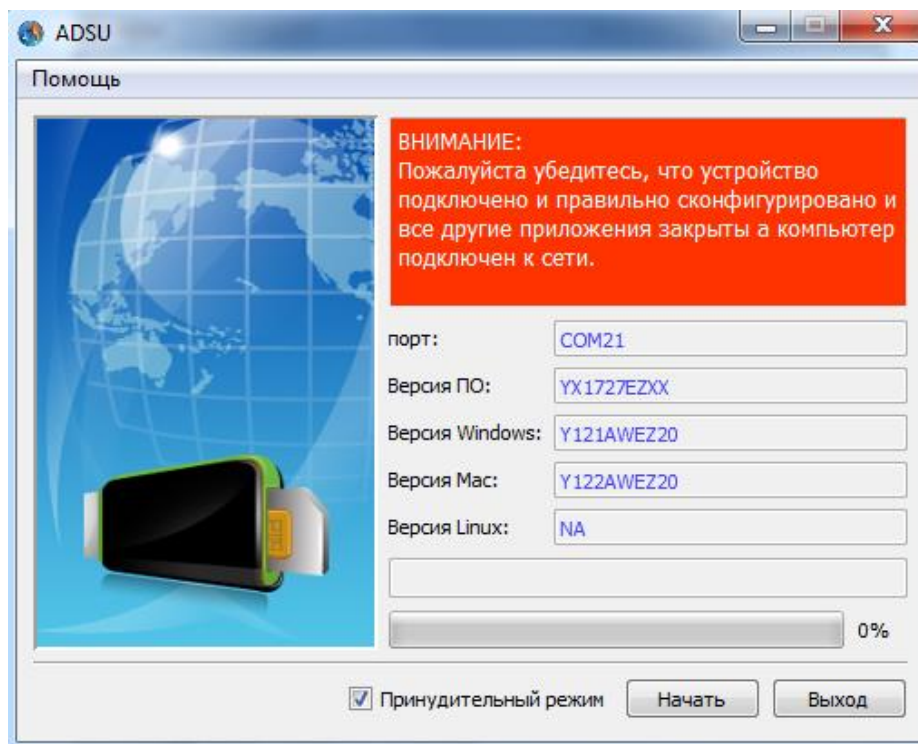 ADSU
Помощь
ВНИМАНИЕ:
Пожалуйста убедитесь, что устройство
подключено и правильно сконфигурировано и
все другие приложения закрыты а компьютер
подключен к сети.
порт: COM21
Версия ПО: YX1727EZXX
Версия Windows: Y121AWEZ20
Версия Mac: Y122AWEZ20
Версия Linux: NA
0%
Принудительный режим Начать Выход